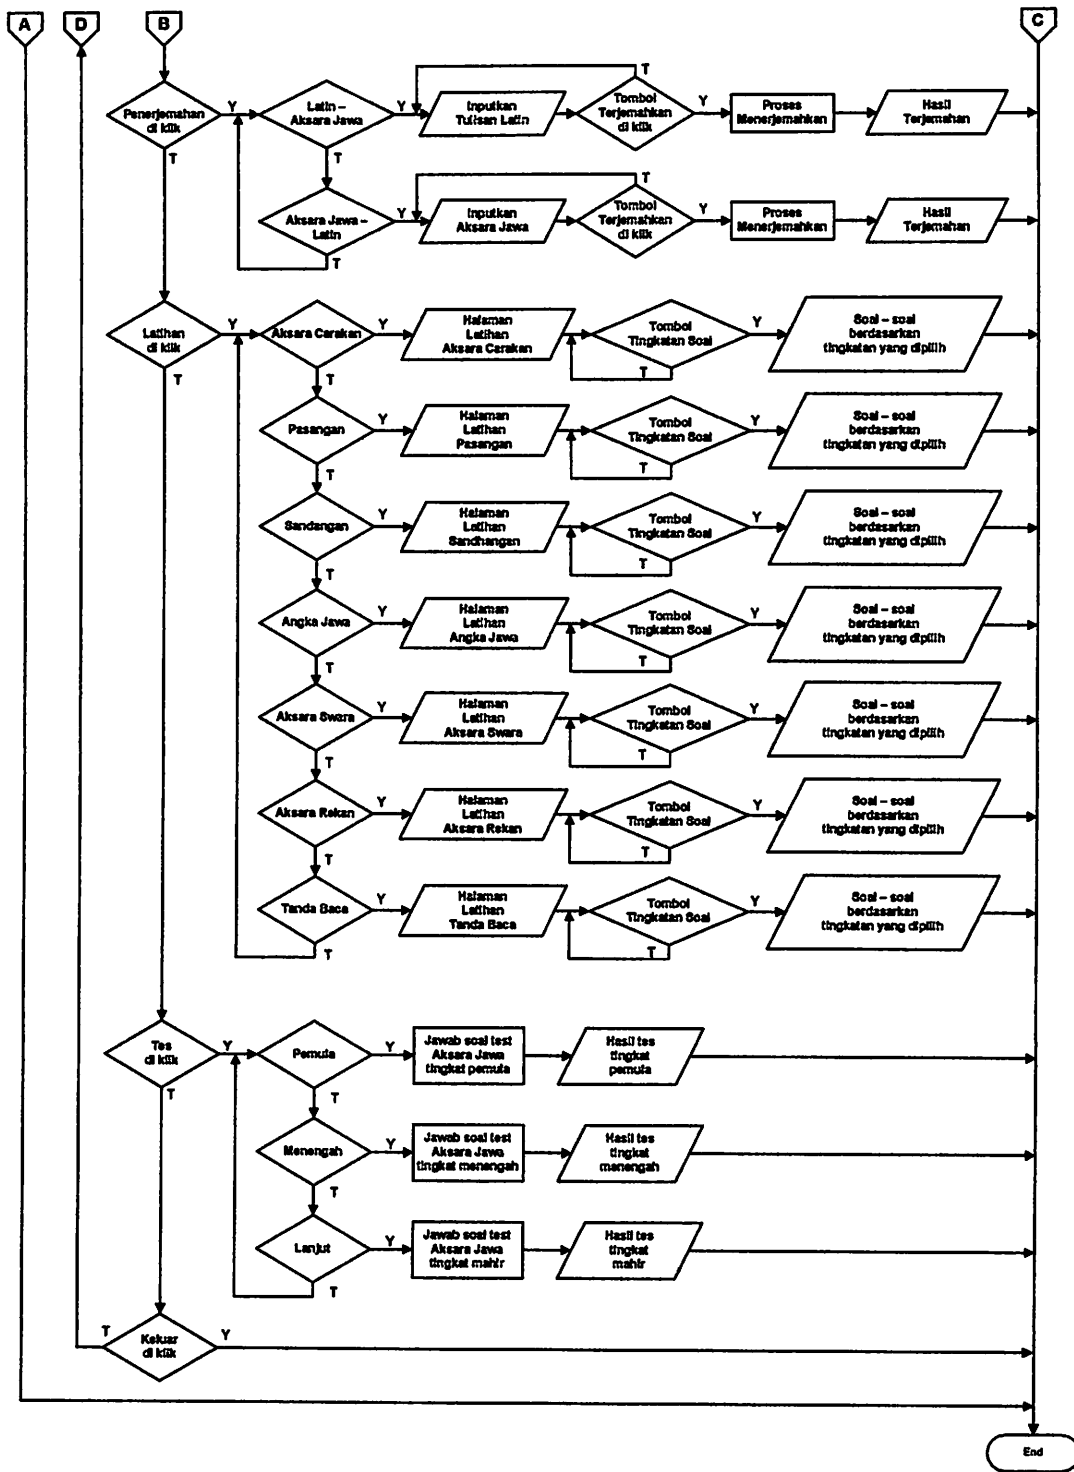 A
D
B
C
Penerjemahan
di klik
Y
T
Latin –
Aksara Jawa
Y
T
Inputkan
Tulisan Latin
T
Tombol
Terjemahkan
di klik
Y
Proses
Menerjemahkan
Hasil
Terjemahan
Aksara Jawa –
Latin
Y
T
Inputkan
Aksara Jawa
T
Tombol
Terjemahkan
di klik
Y
Proses
Menerjemahkan
Hasil
Terjemahan
Latihan
di klik
Y
T
Aksara Carakan
Y
T
Halaman
Latihan
Aksara Carakan
Tombol
Tingkatan Soal
Y
T
Soal – soal
berdasarkan
tingkatan yang dipilih
Pasangan
Y
T
Halaman
Latihan
Pasangan
Tombol
Tingkatan Soal
Y
T
Soal – soal
berdasarkan
tingkatan yang dipilih
Sandangan
Y
T
Halaman
Latihan
Sandhangan
Tombol
Tingkatan Soal
Y
T
Soal – soal
berdasarkan
tingkatan yang dipilih
Angka Jawa
Y
T
Halaman
Latihan
Angka Jawa
Tombol
Tingkatan Soal
Y
T
Soal – soal
berdasarkan
tingkatan yang dipilih
Aksara Swara
Y
T
Halaman
Latihan
Aksara Swara
Tombol
Tingkatan Soal
Y
T
Soal – soal
berdasarkan
tingkatan yang dipilih
Aksara Rekan
Y
T
Halaman
Latihan
Aksara Rekan
Tombol
Tingkatan Soal
Y
T
Soal – soal
berdasarkan
tingkatan yang dipilih
Tanda Baca
Y
T
Halaman
Latihan
Tanda Baca
Tombol
Tingkatan Soal
Y
T
Soal – soal
berdasarkan
tingkatan yang dipilih
Tes
di klik
Y
T
Pemula
Y
T
Jawab soal test
Aksara Jawa
tingkat pemula
Hasil tes
tingkat
pemula
Menengah
Y
T
Jawab soal test
Aksara Jawa
tingkat menengah
Hasil tes
tingkat
menengah
Lanjut
Y
T
Jawab soal test
Aksara Jawa
tingkat mahir
Hasil tes
tingkat
mahir
T
Keluar
di klik
Y
End